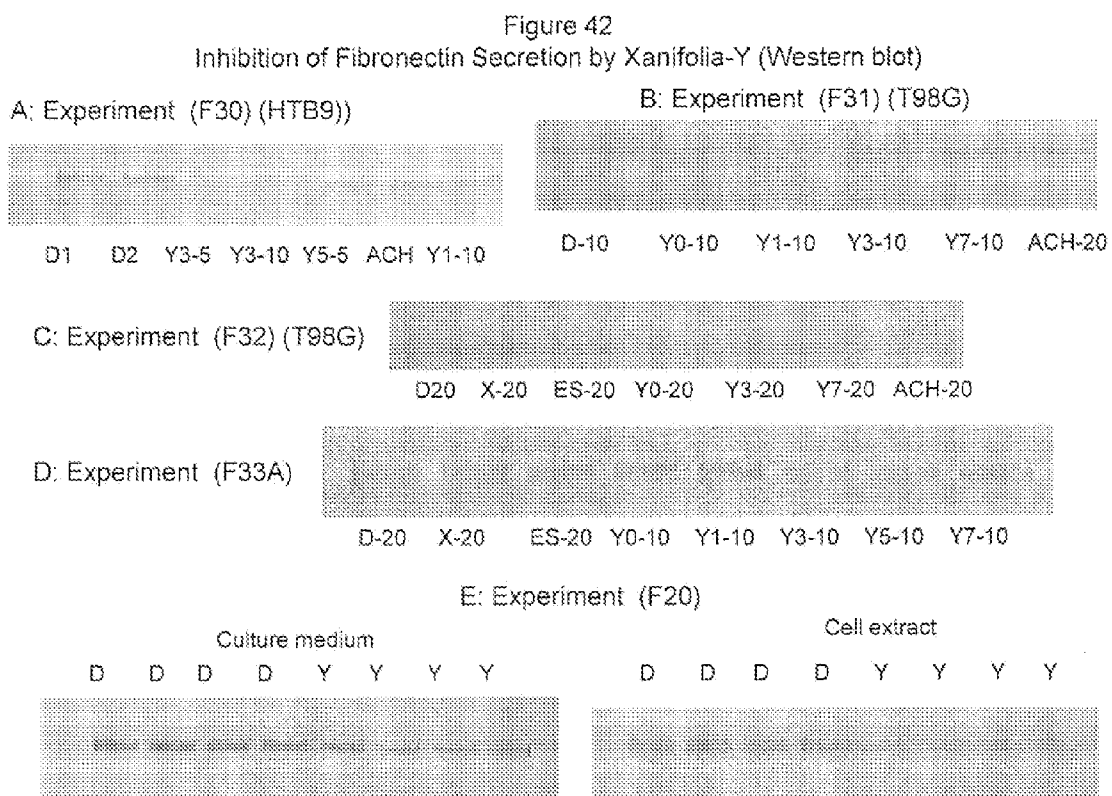 Figure 42
Inhibition of Fibronectin Secretion by Xanifolia-Y (Western blot)
A: Experiment (F30) (HTB9))
D1 D2 Y3-5 Y3-10 Y5-5 ACH Y1-10
B: Experiment (F31) (T98G)
D-10 Y0-10 Y1-10 Y3-10 Y7-10 ACH-20
C: Experiment (F32) (T98G)
D20 X-20 ES-20 Y0-20 Y3-20 Y7-20 ACH-20
D: Experiment (F33A)
D-20 X-20 ES-20 Y0-10 Y1-10 Y3-10 Y5-10 Y7-10
E: Experiment (F20)
Culture medium
D D D D Y Y Y Y
Cell extract
D D D D Y Y Y Y